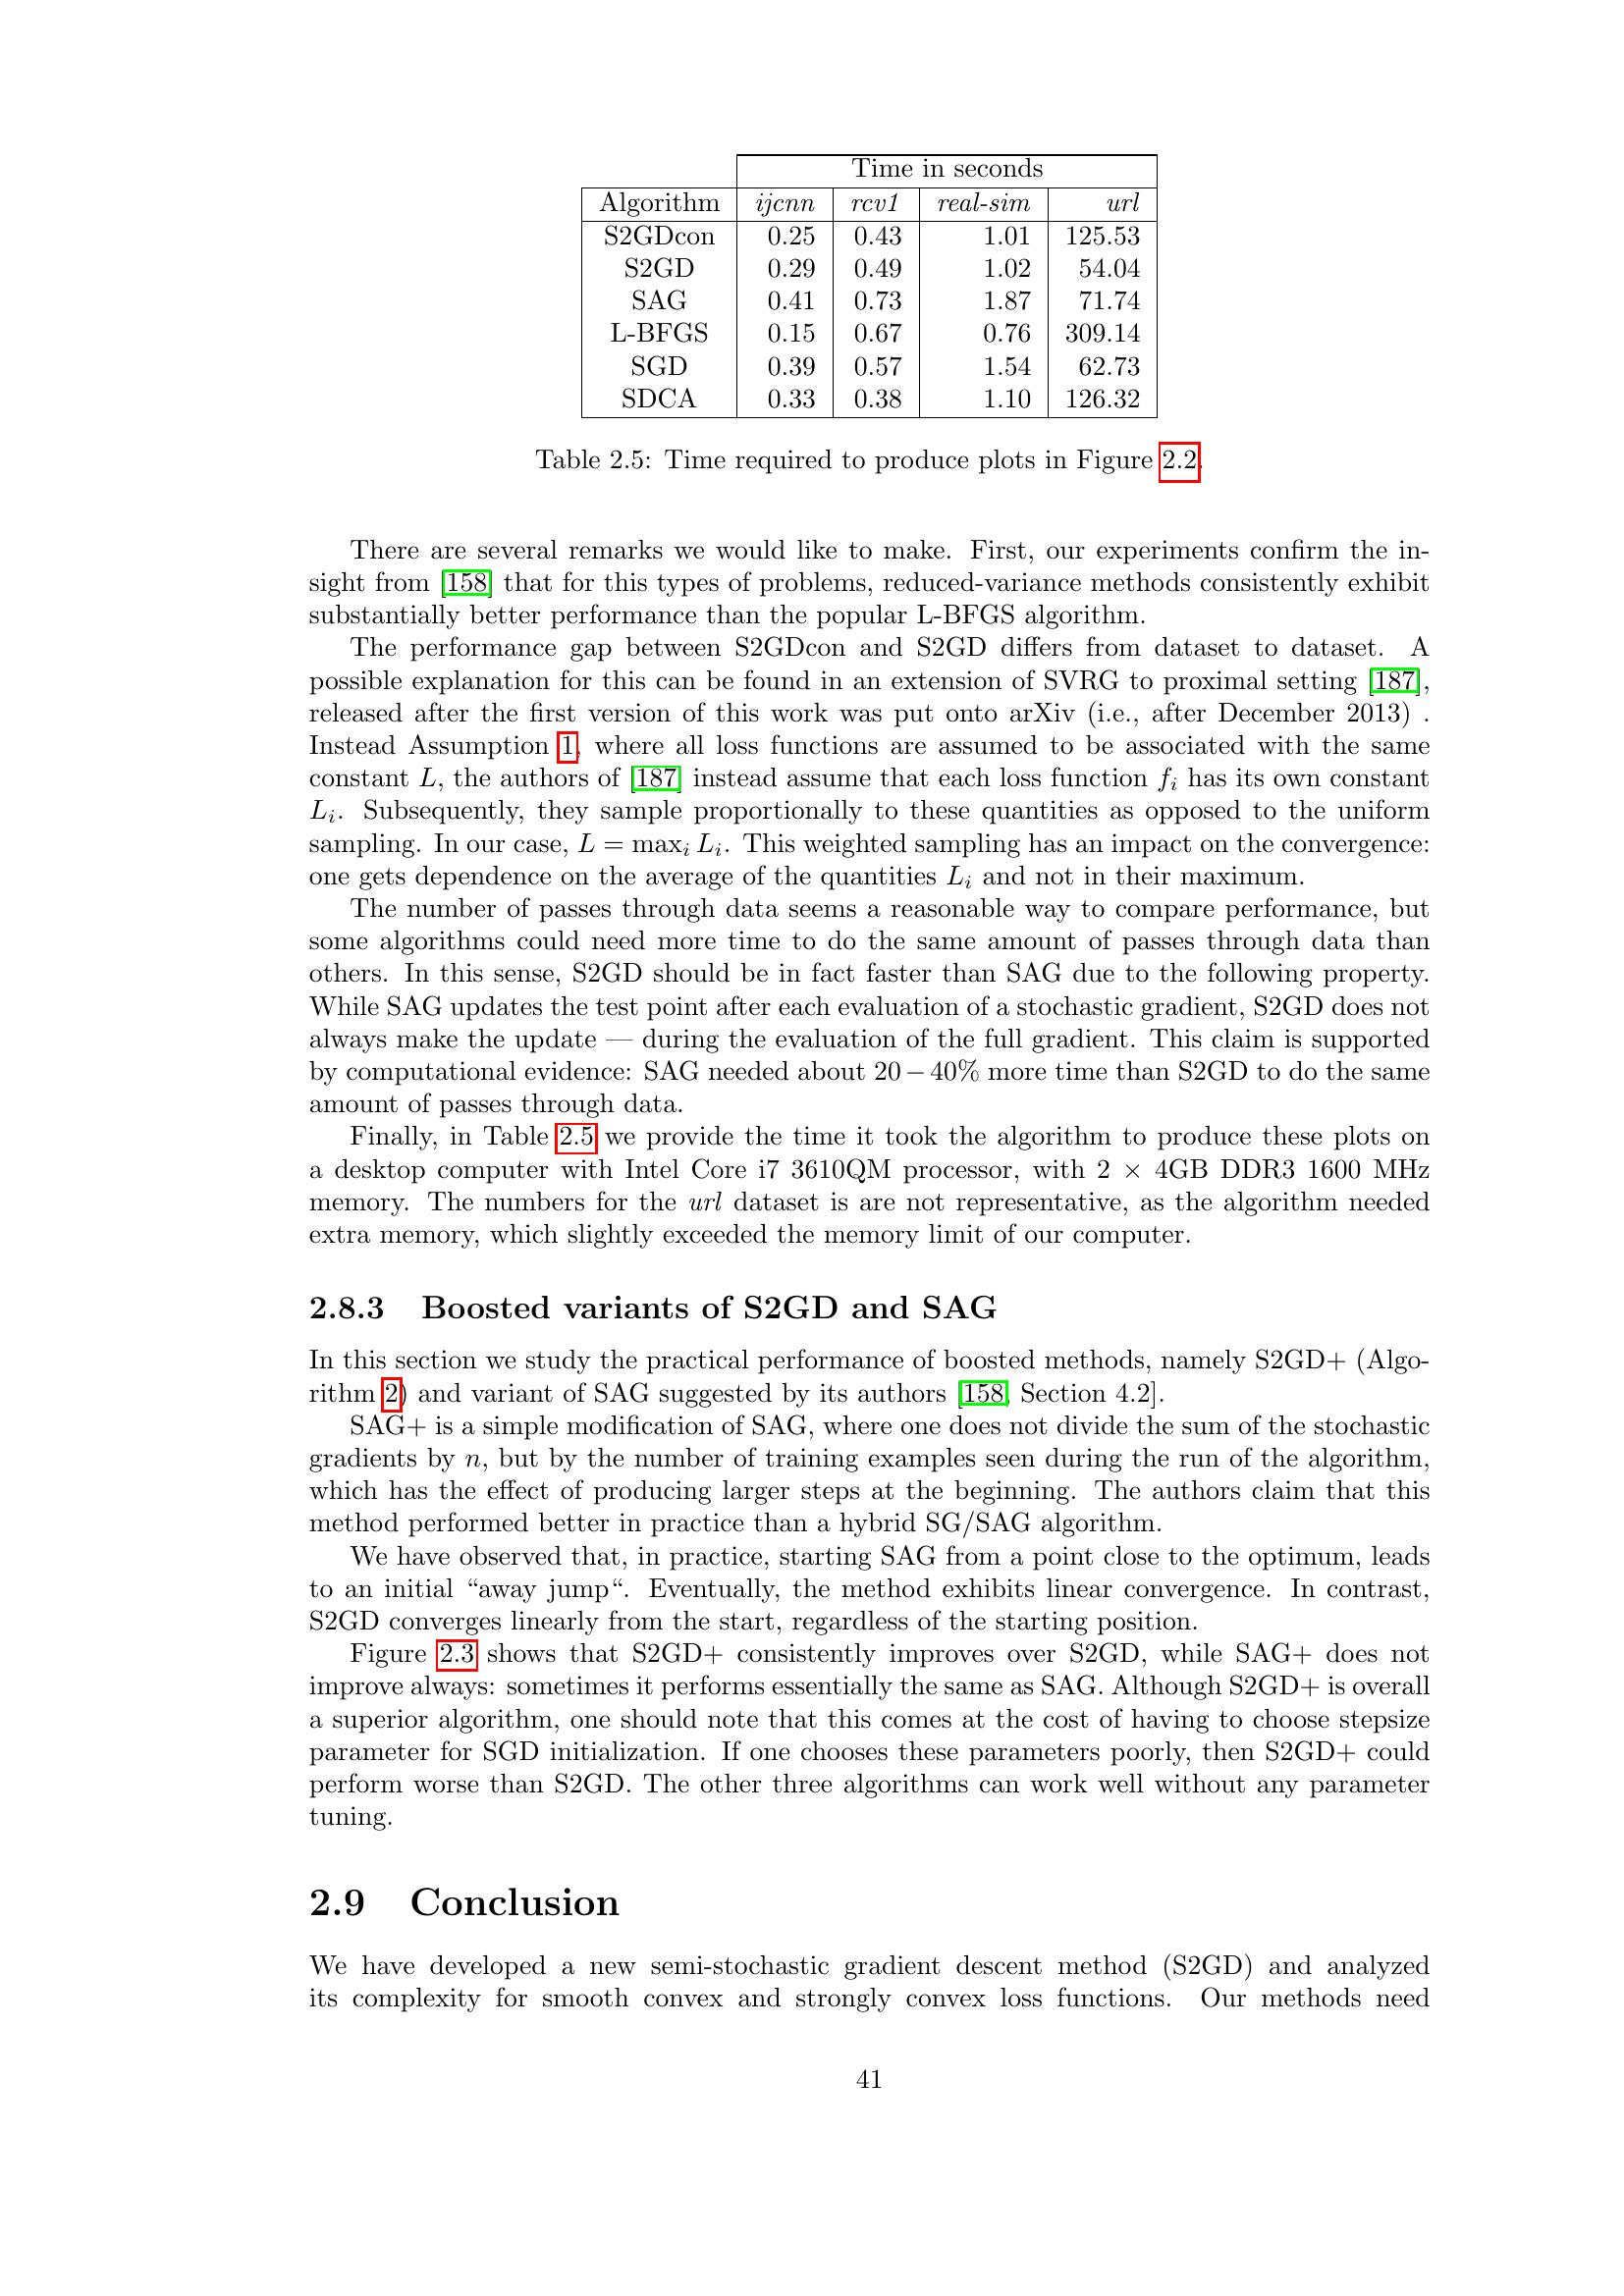 Time in seconds
Algorithm ijcnn rcv1 real-sim url
S2GDcon 0.25 0.43 1.01 125.53
S2GD 0.29 0.49 1.02 54.04
SAG 0.41 0.73 1.87 71.74
L-BFGS 0.15 0.67 0.76 309.14
SGD 0.39 0.57 1.54 62.73
SDCA 0.33 0.38 1.10 126.32
Table 2.5: Time required to produce plots in Figure 2.2.
There are several remarks we would like to make. First, our experiments confirm the in-
sight from [158] that for this types of problems, reduced-variance methods consistently exhibit
substantially better performance than the popular L-BFGS algorithm.
The performance gap between S2GDcon and S2GD differs from dataset to dataset. A
possible explanation for this can be found in an extension of SVRG to proximal setting [187],
released after the first version of this work was put onto arXiv (i.e., after December 2013) .
Instead Assumption 1, where all loss functions are assumed to be associated with the same
constant L, the authors of [187] instead assume that each loss function fᵢ has its own constant
Lᵢ. Subsequently, they sample proportionally to these quantities as opposed to the uniform
sampling. In our case, L = maxᵢ Lᵢ. This weighted sampling has an impact on the convergence:
one gets dependence on the average of the quantities Lᵢ and not in their maximum.
The number of passes through data seems a reasonable way to compare performance, but
some algorithms could need more time to do the same amount of passes through data than
others. In this sense, S2GD should be in fact faster than SAG due to the following property.
While SAG updates the test point after each evaluation of a stochastic gradient, S2GD does not
always make the update — during the evaluation of the full gradient. This claim is supported
by computational evidence: SAG needed about 20 − 40% more time than S2GD to do the same
amount of passes through data.
Finally, in Table 2.5 we provide the time it took the algorithm to produce these plots on
a desktop computer with Intel Core i7 3610QM processor, with 2 × 4GB DDR3 1600 MHz
memory. The numbers for the url dataset is are not representative, as the algorithm needed
extra memory, which slightly exceeded the memory limit of our computer.
2.8.3 Boosted variants of S2GD and SAG
In this section we study the practical performance of boosted methods, namely S2GD+ (Algo-
rithm 2) and variant of SAG suggested by its authors [158, Section 4.2].
SAG+ is a simple modification of SAG, where one does not divide the sum of the stochastic
gradients by n, but by the number of training examples seen during the run of the algorithm,
which has the effect of producing larger steps at the beginning. The authors claim that this
method performed better in practice than a hybrid SG/SAG algorithm.
We have observed that, in practice, starting SAG from a point close to the optimum, leads
to an initial “away jump“. Eventually, the method exhibits linear convergence. In contrast,
S2GD converges linearly from the start, regardless of the starting position.
Figure 2.3 shows that S2GD+ consistently improves over S2GD, while SAG+ does not
improve always: sometimes it performs essentially the same as SAG. Although S2GD+ is overall
a superior algorithm, one should note that this comes at the cost of having to choose stepsize
parameter for SGD initialization. If one chooses these parameters poorly, then S2GD+ could
perform worse than S2GD. The other three algorithms can work well without any parameter
tuning.
2.9 Conclusion
We have developed a new semi-stochastic gradient descent method (S2GD) and analyzed
its complexity for smooth convex and strongly convex loss functions. Our methods need
41